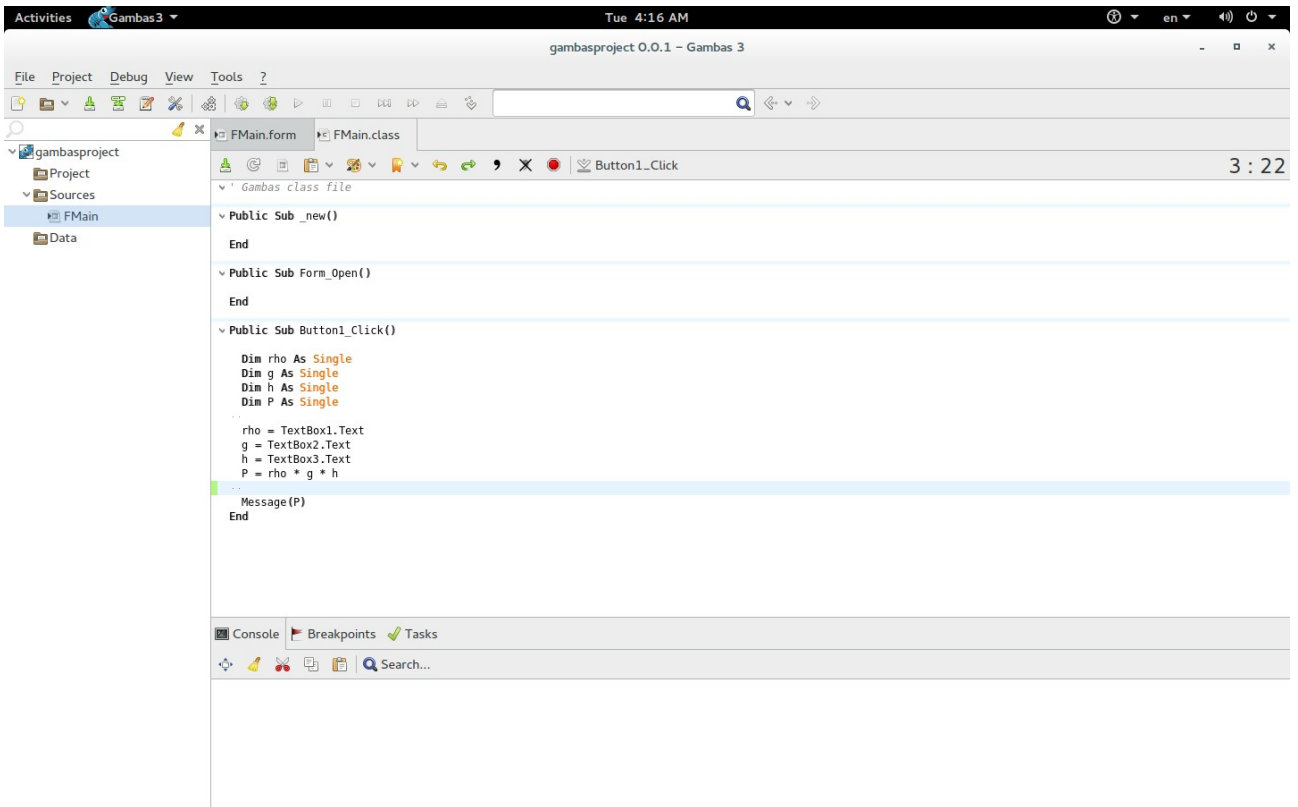 Activities Gambas3 Tue 4:16 AM en
gambasproject 0.0.1 - Gambas 3
File Project Debug View Tools ?
FMain.form FMain.class
gambasproject
Project
Sources
FMain
Data
Button1_Click 3 : 22
' Gambas class file
Public Sub _new()
End
Public Sub Form_Open()
End
Public Sub Button1_Click()
Dim rho As Single
Dim g As Single
Dim h As Single
Dim P As Single
rho = TextBox1.Text
g = TextBox2.Text
h = TextBox3.Text
P = rho * g * h
Message(P)
End
Console Breakpoints Tasks
Search...